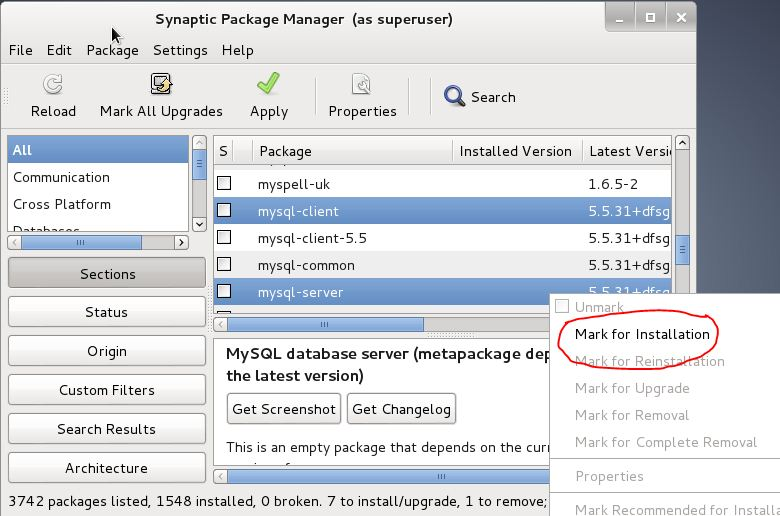 Synaptic Package Manager (as superuser)
File Edit Package Settings Help
Reload Mark All Upgrades Apply Properties Search
All
Communication
Cross Platform
Databases
Sections
Status
Origin
Custom Filters
Search Results
Architecture
S Package Installed Version Latest Versi
myspell-uk 1.6.5-2
mysql-client 5.5.31+dfsg
mysql-client-5.5 5.5.31+dfsg
mysql-common 5.5.31+dfsg
mysql-server 5.5.31+dfsg
MySQL database server (metapackage dep
the latest version)
Get Screenshot Get Changelog
This is an empty package that depends on the curr
Unmark
Mark for Installation
Mark for Reinstallation
Mark for Upgrade
Mark for Removal
Mark for Complete Removal
Properties
Mark Recommended for Installa
3742 packages listed, 1548 installed, 0 broken. 7 to install/upgrade, 1 to remove;